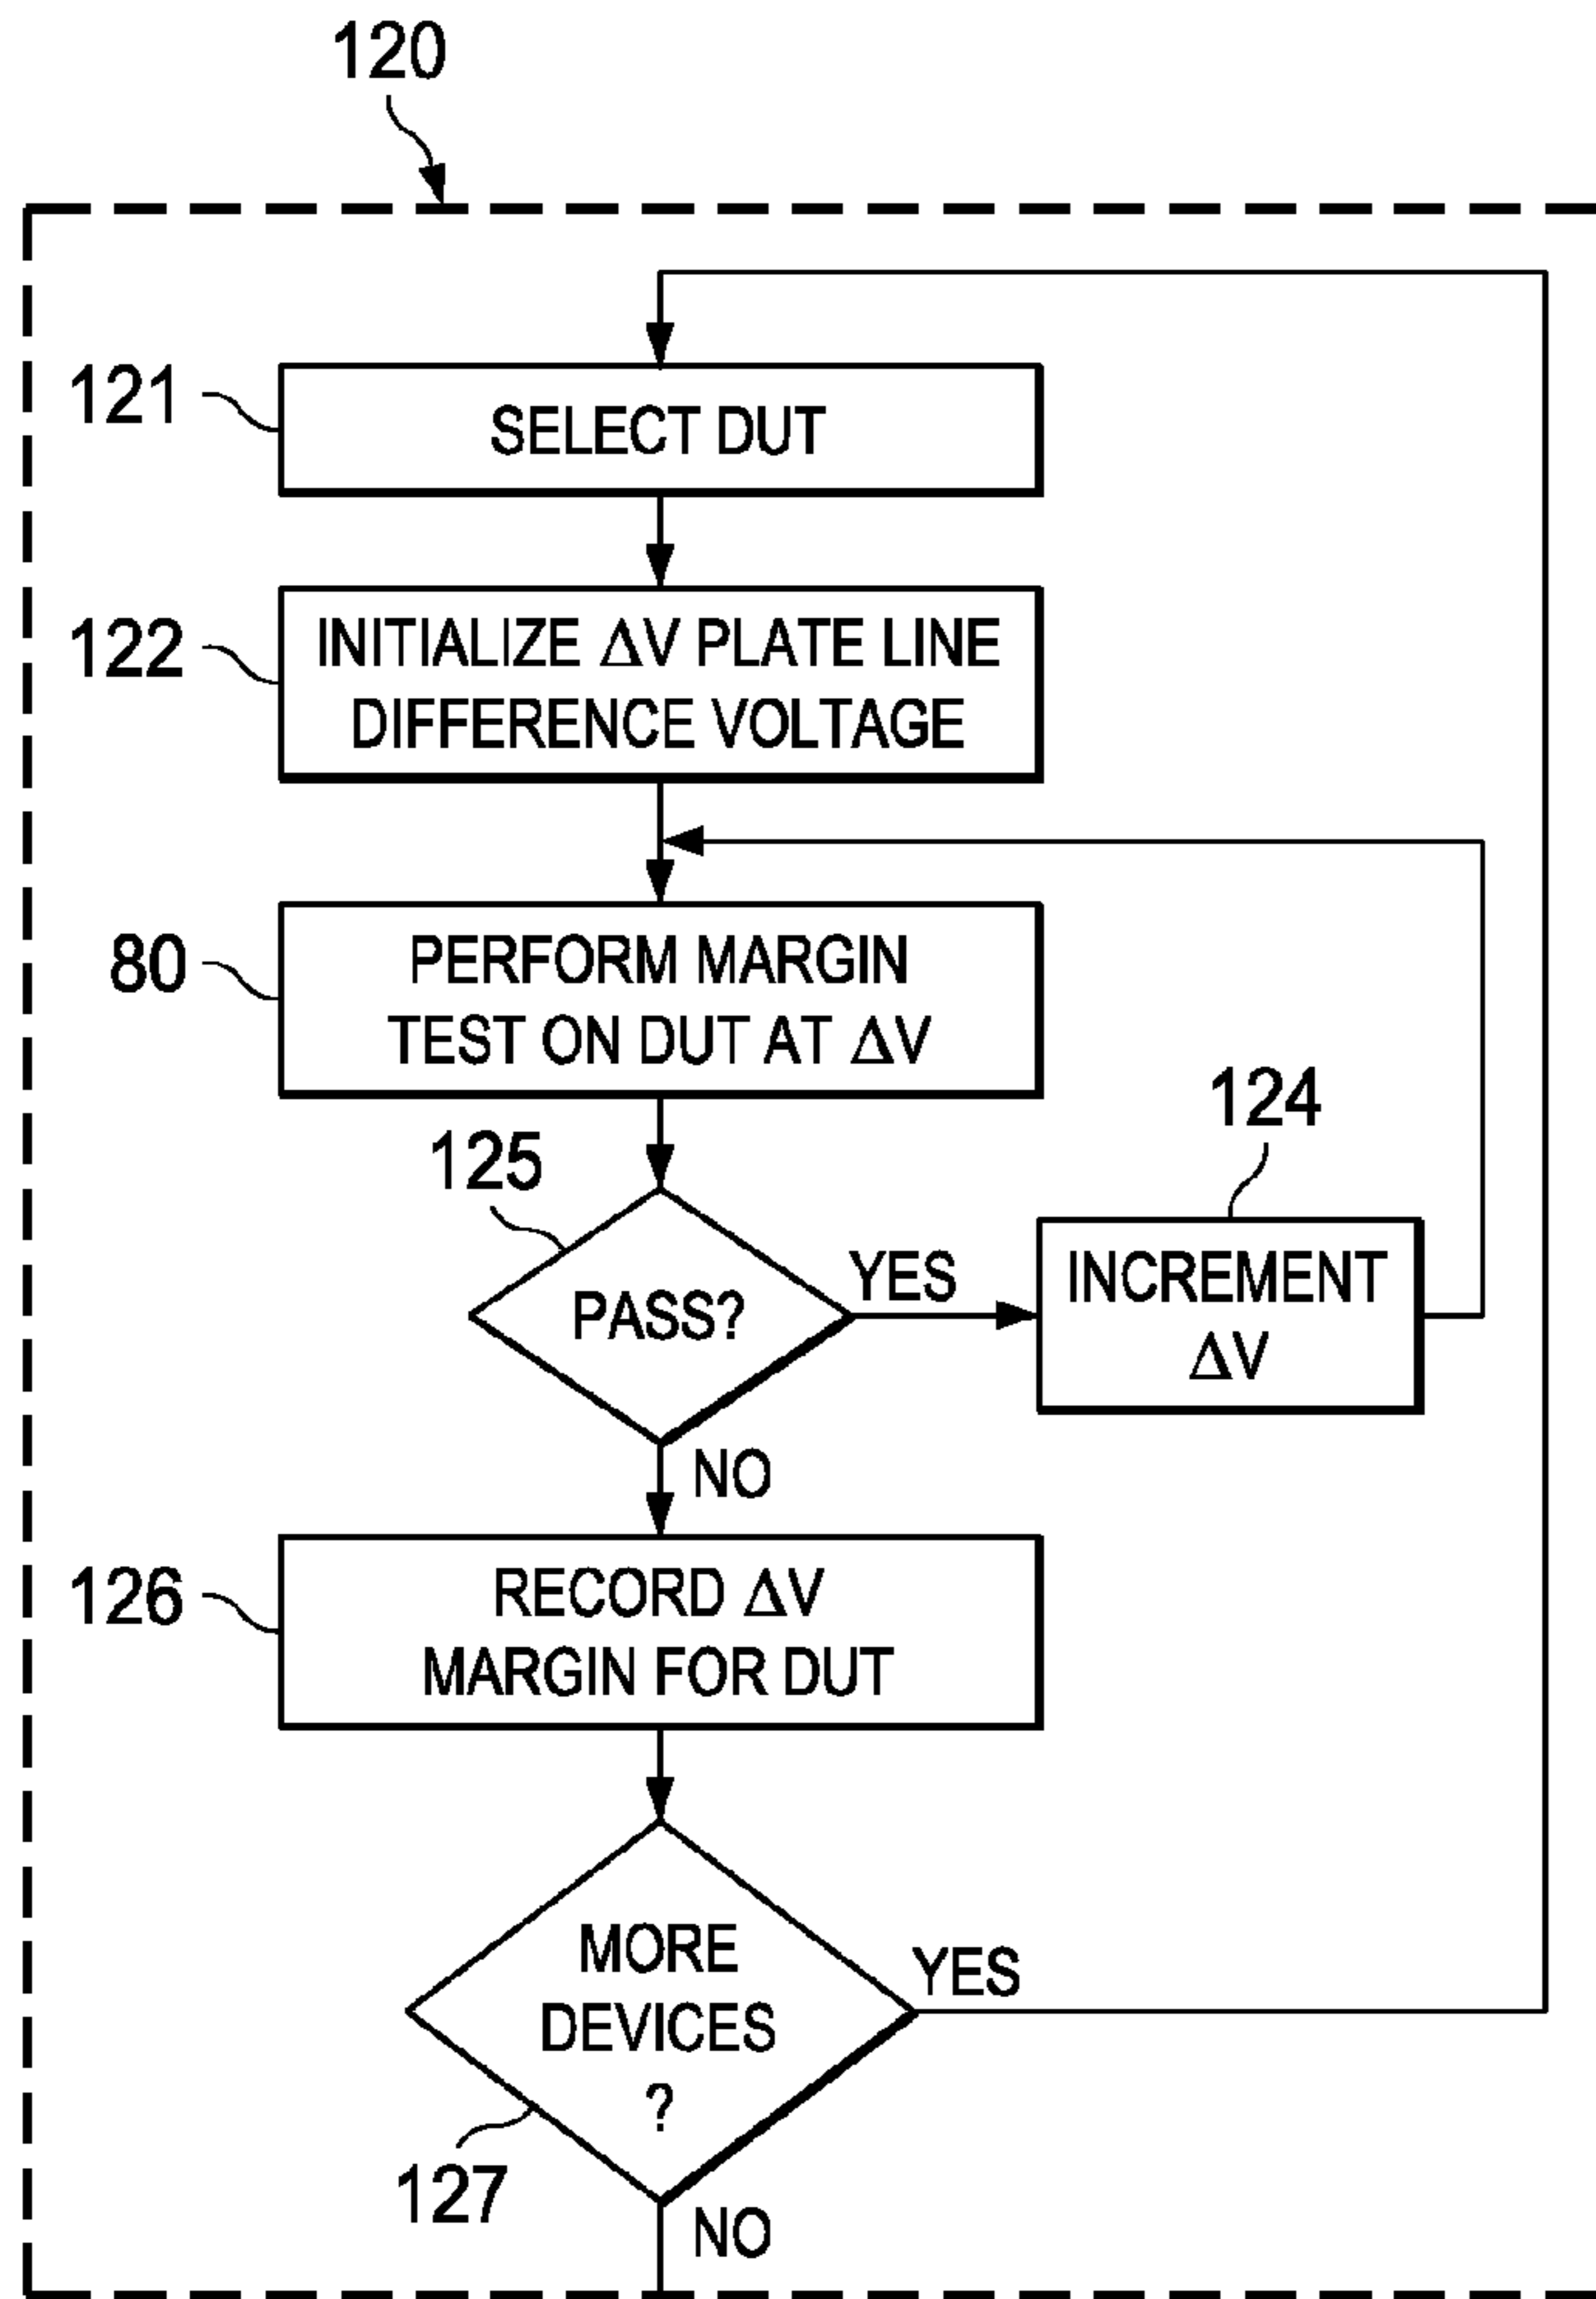 120
121
SELECT DUT
122
INITIALIZE ΔV PLATE LINE
DIFFERENCE VOLTAGE
80
PERFORM MARGIN
TEST ON DUT AT ΔV
124
125
PASS?
YES
INCREMENT
ΔV
NO
126
RECORD ΔV
MARGIN FOR DUT
MORE
DEVICES
?
YES
127
NO